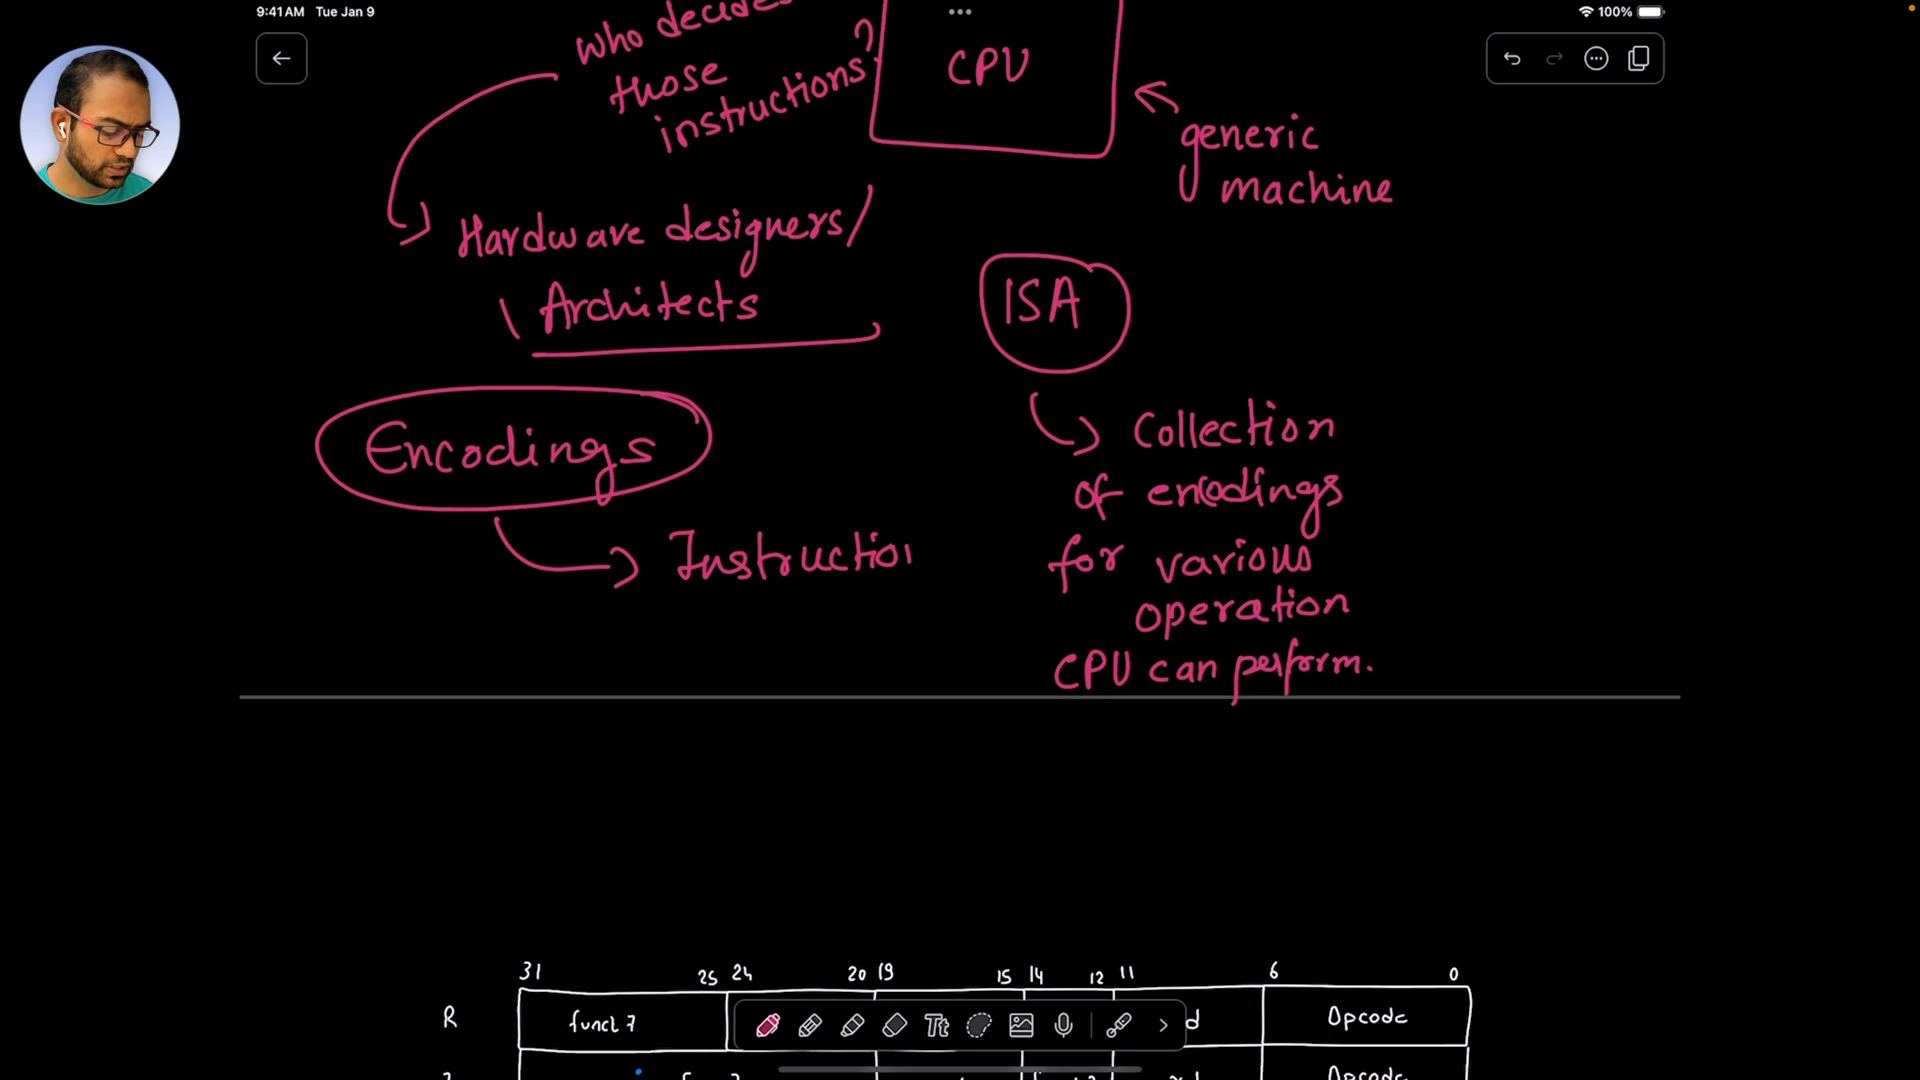 9:41 AM Tue Jan 9
100%
who decide
those
instructions?
CPU
generic
machine
Hardware designers/
Architects
ISA
Encodings
Collection
of encodings
for various
operation
CPU can perform.
Instruction
31 25 24 20 19 15 14 12 11 6 0
R funct 7 d Opcode
Tt
Opcode